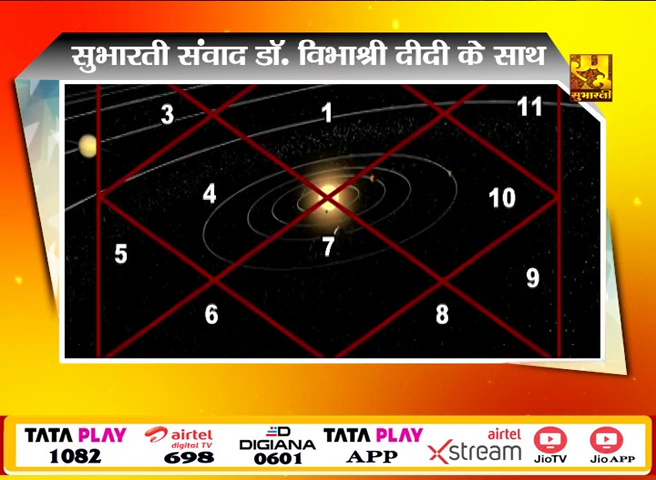 सुभारती संवाद डॉ. विभाश्री दीदी के साथ
सुभारती
3 1 11
4 10
5 7 9
6 8
TATA PLAY 1082
airtel digital TV 698
DIGIANA 0601
TATA PLAY APP
airtel Xstream
JioTV
Jio APP